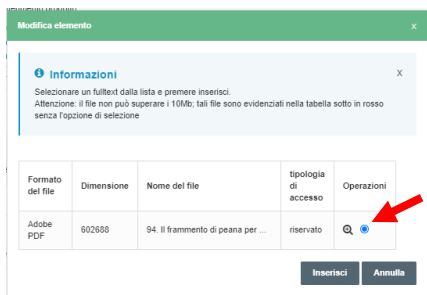 Modifica elemento x
Informazioni x
Selezionare un fulltext dalla lista e premere inserisci.
Attenzione: il file non può superare i 10Mb; tali file sono evidenziati nella tabella sotto in rosso
senza l'opzione di selezione
Formato del file Dimensione Nome del file tipologia di accesso Operazioni
Adobe PDF 602688 94. Il frammento di peana per ... riservato
Inserisci Annulla